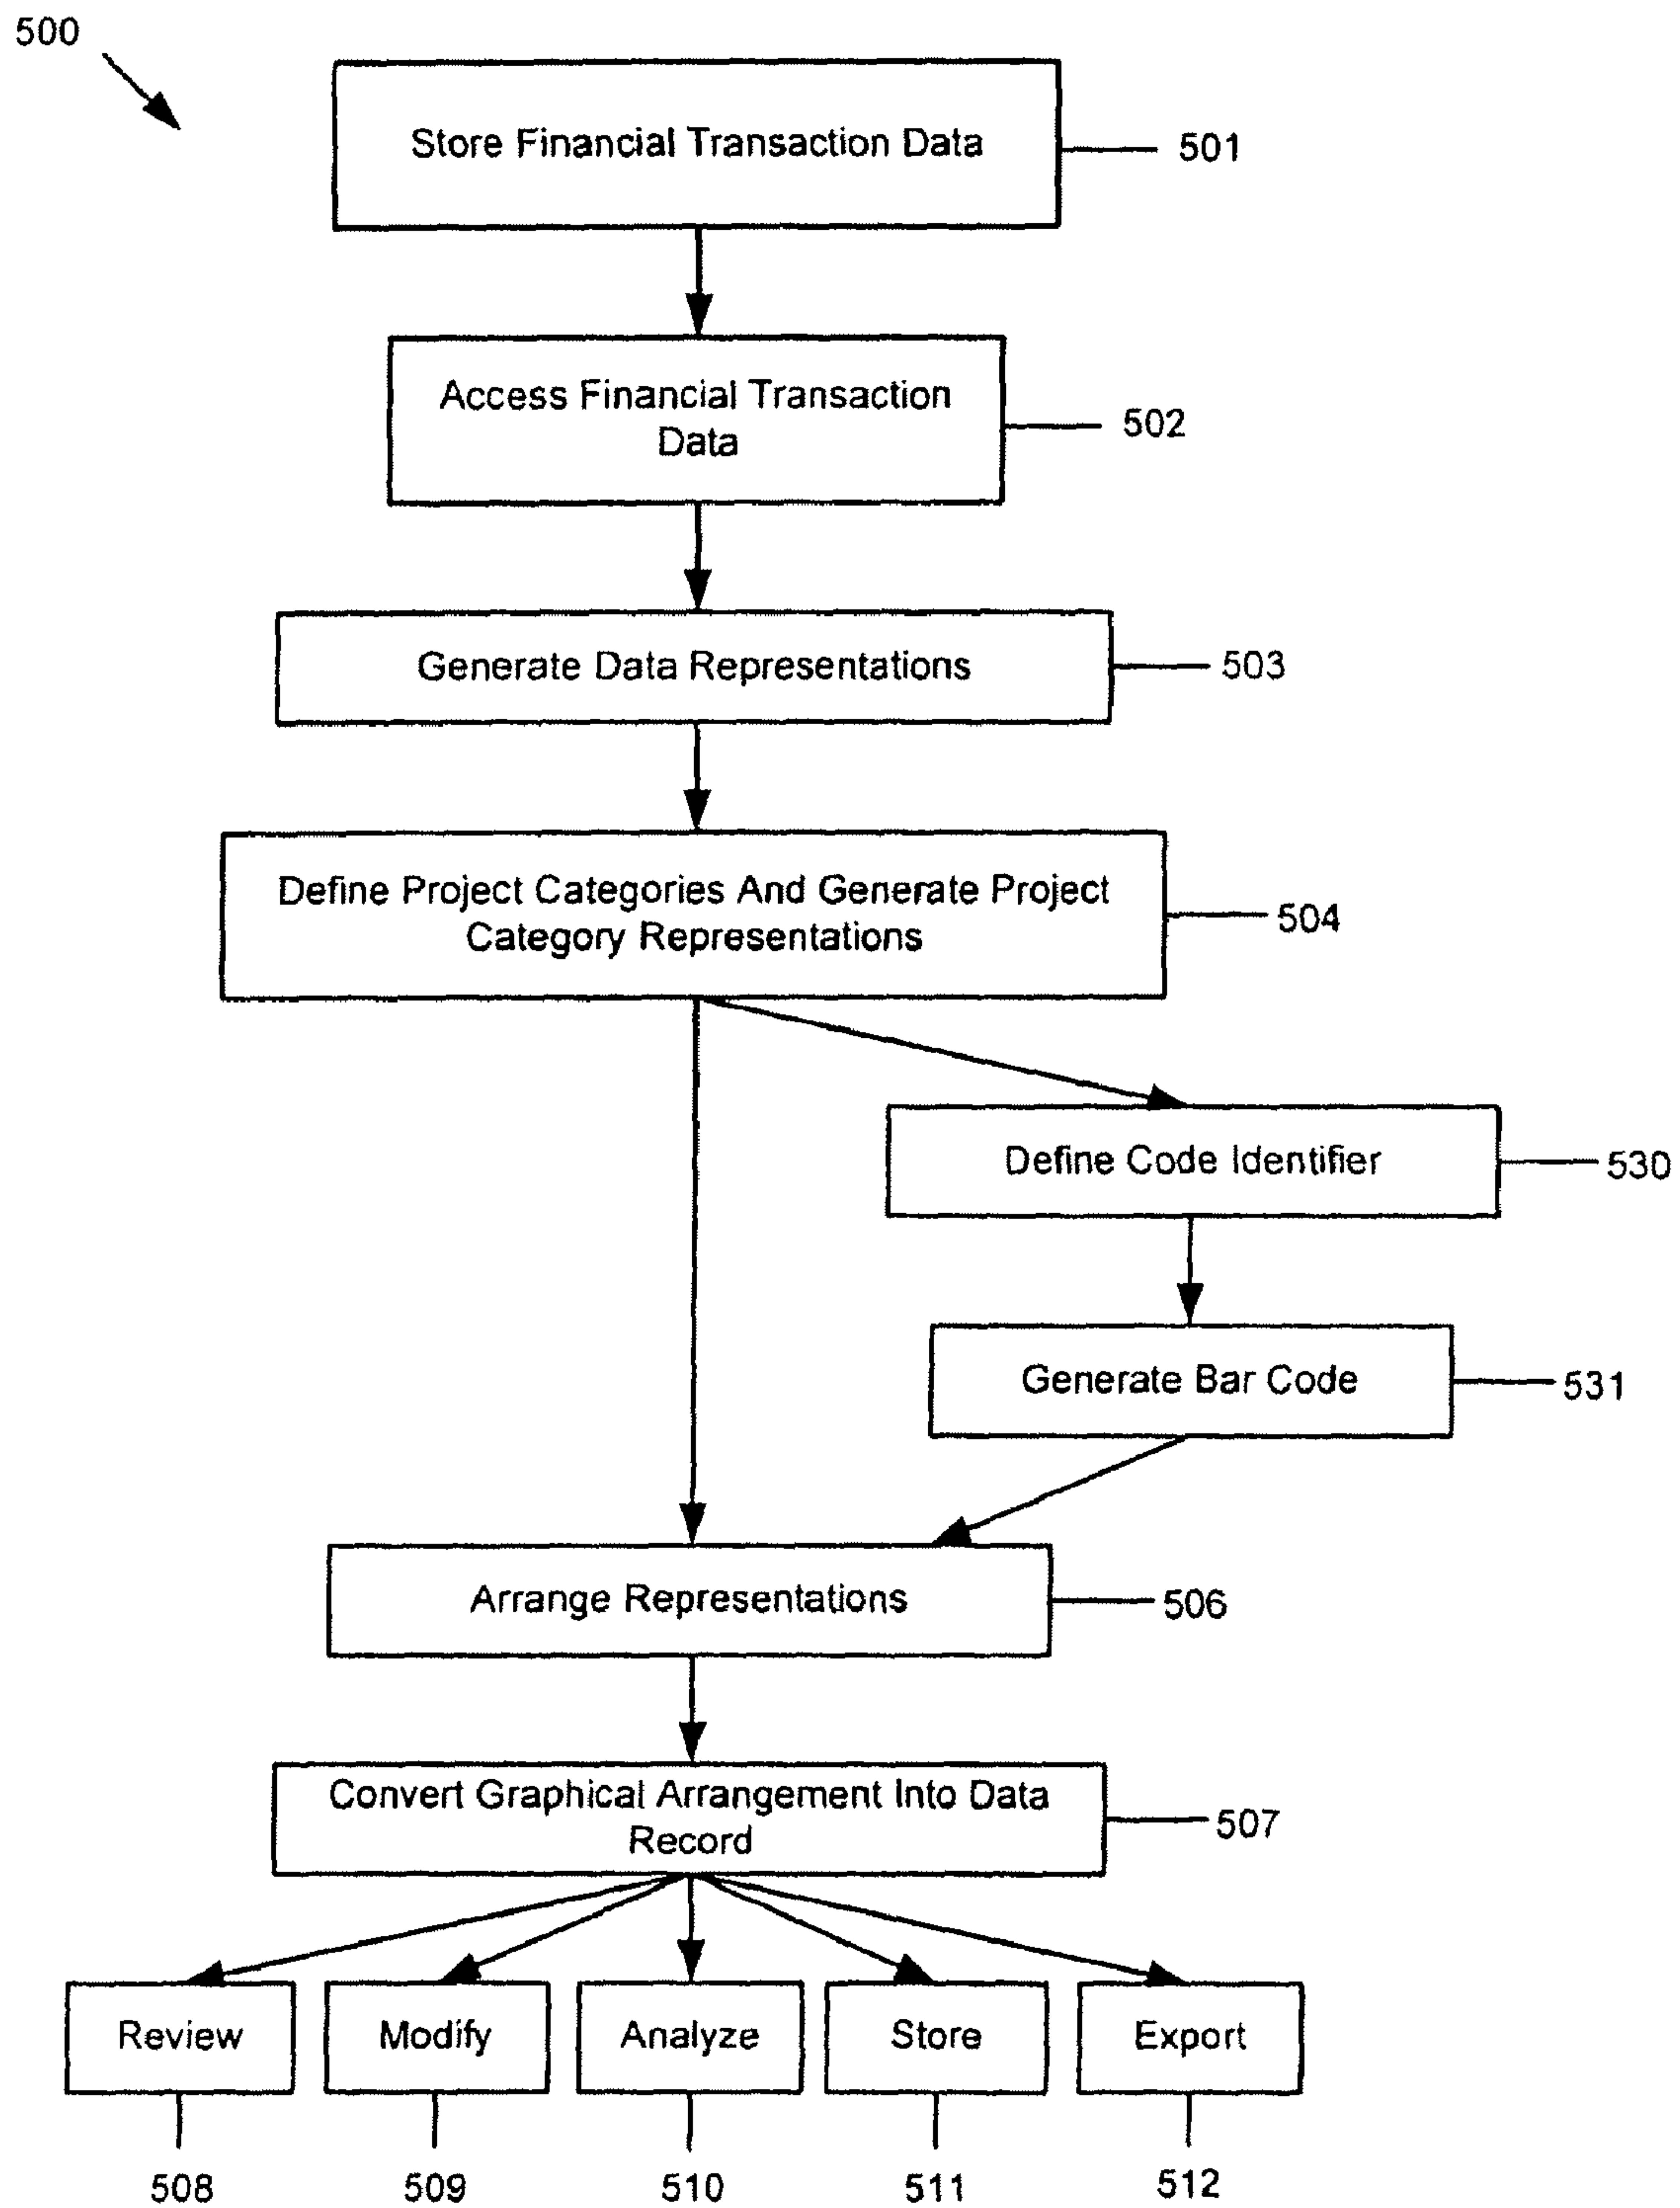 500
Store Financial Transaction Data
501
Access Financial Transaction
Data
502
Generate Data Representations
503
Define Project Categories And Generate Project
Category Representations
504
Define Code Identifier
530
Generate Bar Code
531
Arrange Representations
506
Convert Graphical Arrangement Into Data
Record
507
Review
Modify
Analyze
Store
Export
508
509
510
511
512